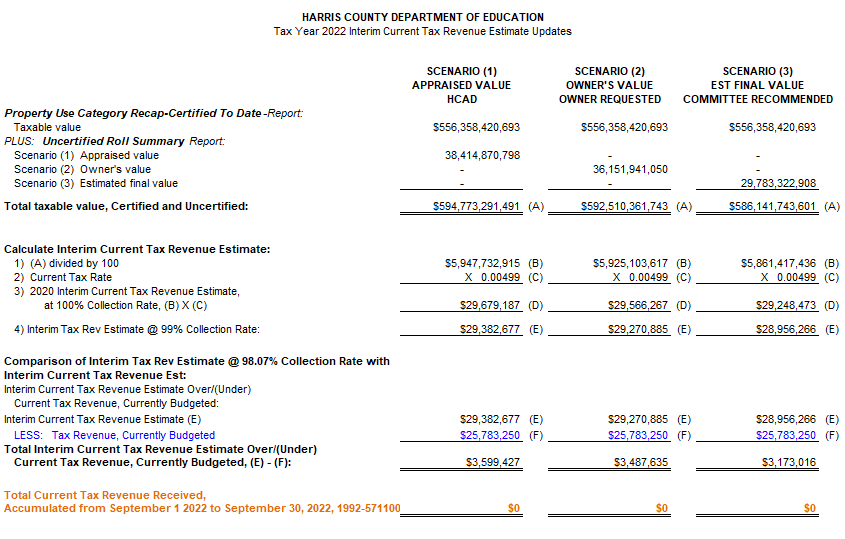 HARRIS COUNTY DEPARTMENT OF EDUCATION
Tax Year 2022 Interim Current Tax Revenue Estimate Updates
SCENARIO (1) SCENARIO (2) SCENARIO (3)
APPRAISED VALUE OWNER'S VALUE EST FINAL VALUE
HCAD OWNER REQUESTED COMMITTEE RECOMMENDED
Property Use Category Recap-Certified To Date-Report:
Taxable value $556,358,420,693 $556,358,420,693 $556,358,420,693
PLUS: Uncertified Roll Summary Report:
Scenario (1) Appraised value 38,414,870,798 - -
Scenario (2) Owner's value - 36,151,941,050 -
Scenario (3) Estimated final value - - 29,783,322,908
Total taxable value, Certified and Uncertified: $594,773,291,491 (A) $592,510,361,743 (A) $586,141,743,601 (A)
Calculate Interim Current Tax Revenue Estimate:
1) (A) divided by 100 $5,947,732,915 (B) $5,925,103,617 (B) $5,861,417,436 (B)
2) Current Tax Rate X 0.00499 (C) X 0.00499 (C) X 0.00499 (C)
3) 2020 Interim Current Tax Revenue Estimate,
at 100% Collection Rate, (B) X (C) $29,679,187 (D) $29,566,267 (D) $29,248,473 (D)
4) Interim Tax Rev Estimate @ 99% Collection Rate: $29,382,677 (E) $29,270,885 (E) $28,956,266 (E)
Comparison of Interim Tax Rev Estimate @ 98.07% Collection Rate with
Interim Current Tax Revenue Est:
Interim Current Tax Revenue Estimate Over/(Under)
Current Tax Revenue, Currently Budgeted:
Interim Current Tax Revenue Estimate (E) $29,382,677 (E) $29,270,885 (E) $28,956,266 (E)
LESS: Tax Revenue, Currently Budgeted $25,783,250 (F) $25,783,250 (F) $25,783,250 (F)
Total Interim Current Tax Revenue Estimate Over/(Under)
Current Tax Revenue, Currently Budgeted, (E) - (F): $3,599,427 $3,487,635 $3,173,016
Total Current Tax Revenue Received,
Accumulated from September 1 2022 to September 30, 2022, 1992-571100 $0 $0 $0